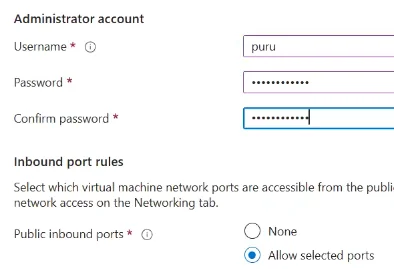 Administrator account
Username * ⓘ puru
Password * ••••••••••••
Confirm password * ••••••••••••
Inbound port rules
Select which virtual machine network ports are accessible from the publi
network access on the Networking tab.
Public inbound ports * ⓘ None
Allow selected ports